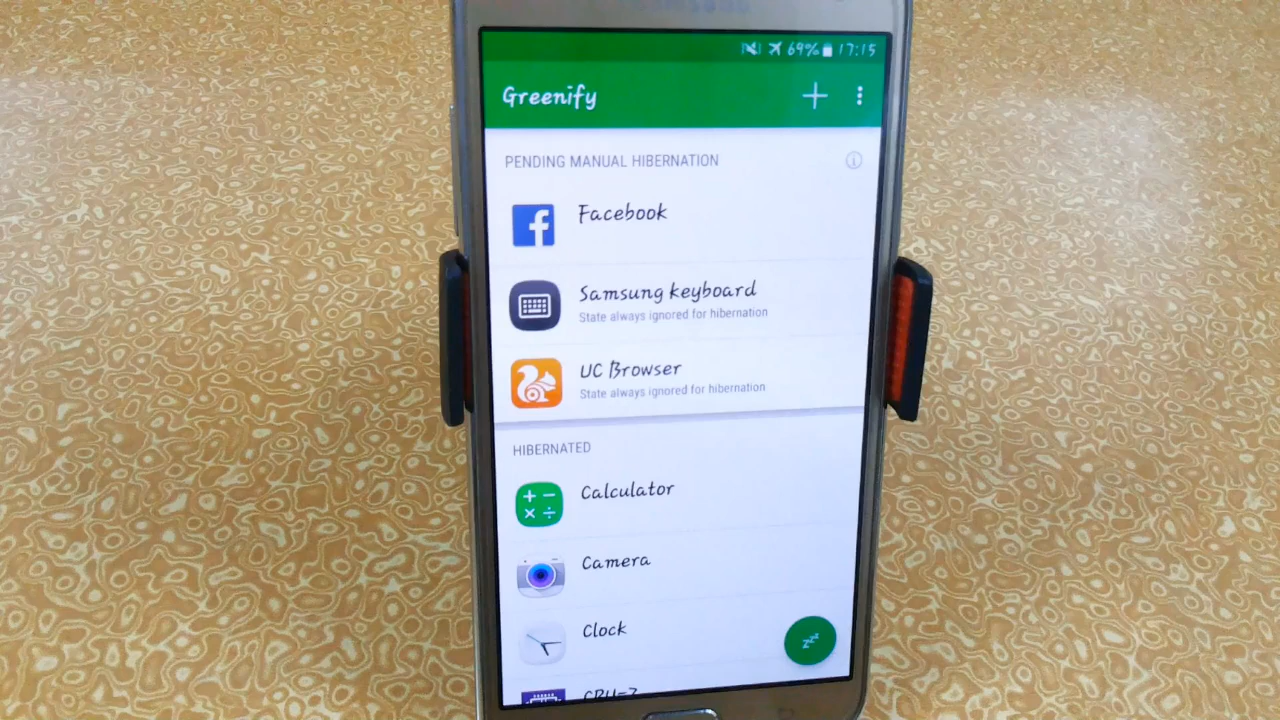 69% 17:15
Greenify
PENDING MANUAL HIBERNATION
Facebook
Samsung keyboard
State always ignored for hibernation
UC Browser
State always ignored for hibernation
HIBERNATED
Calculator
Camera
Clock
CPU-Z